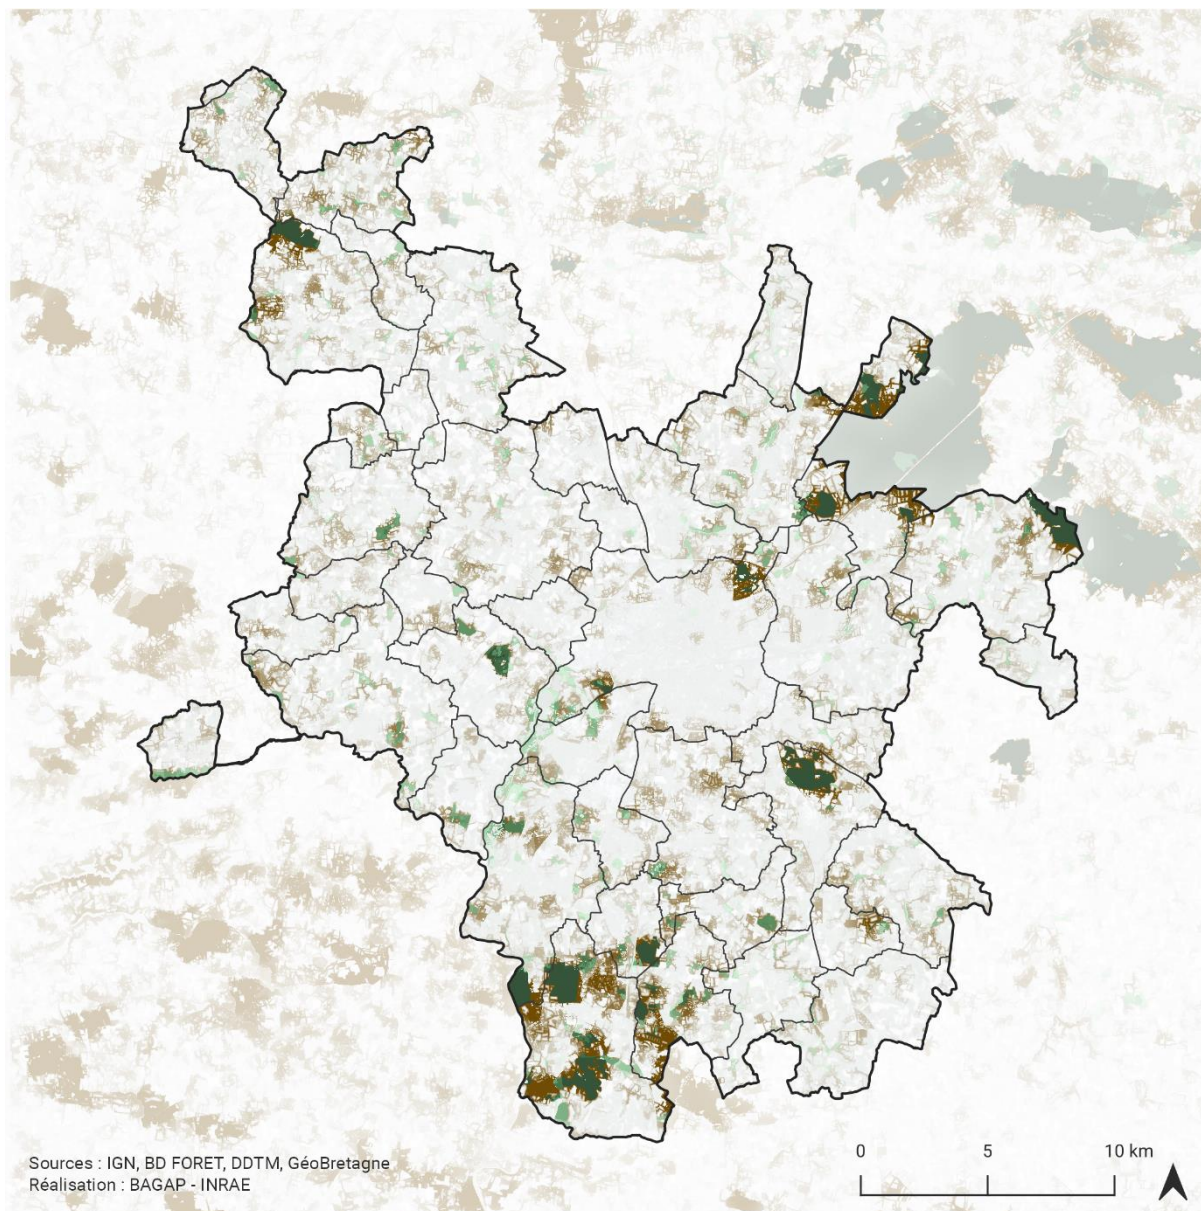 Sources : IGN, BD FORET, DDTM, GéoBretagne
Réalisation : BAGAP - INRAE
0 5 10 km